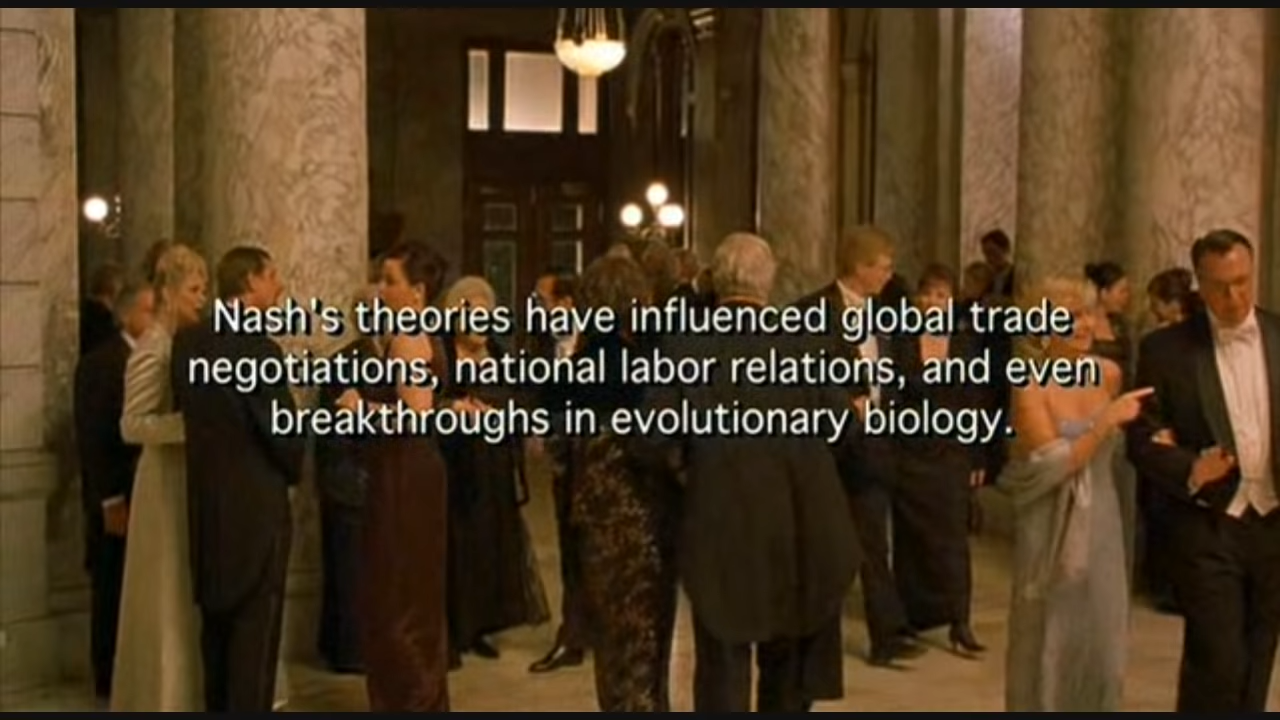 Nash's theories have influenced global trade
negotiations, national labor relations, and even
breakthroughs in evolutionary biology.